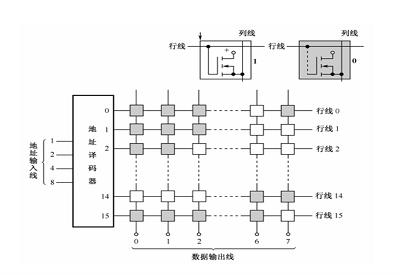 列线 列线
行线 行线
+
1 0
0 行线 0
1 行线 1
2 行线 2
14 行线 14
15 行线 15
地址译码器
地址输入线
1
2
4
8
0 1 2 6 7
数据输出线